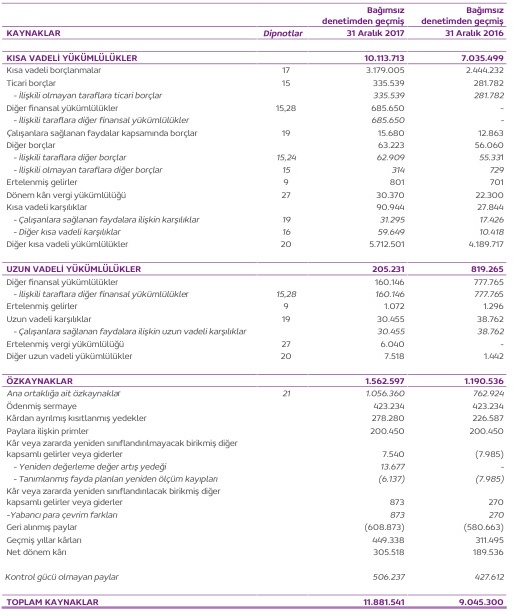 Bağımsız Bağımsız
denetimden geçmiş denetimden geçmiş
KAYNAKLAR Dipnotlar 31 Aralık 2017 31 Aralık 2016
KISA VADELİ YÜKÜMLÜLÜKLER 10.113.713 7.035.499
Kısa vadeli borçlanmalar 17 3.179.005 2.444.232
Ticari borçlar 15 335.539 281.782
- İlişkili olmayan taraflara ticari borçlar 335.539 281.782
Diğer finansal yükümlülükler 15,28 685.650 -
- İlişkili taraflara diğer finansal yükümlülükler 685.650 -
Çalışanlara sağlanan faydalar kapsamında borçlar 19 15.680 12.863
Diğer borçlar 63.223 56.060
- İlişkili taraflara diğer borçlar 15,24 62.909 55.331
- İlişkili olmayan taraflara diğer borçlar 15 314 729
Ertelenmiş gelirler 9 801 701
Dönem kârı vergi yükümlülüğü 27 30.370 22.300
Kısa vadeli karşılıklar 90.944 27.844
- Çalışanlara sağlanan faydalara ilişkin karşılıklar 19 31.295 17.426
- Diğer kısa vadeli karşılıklar 16 59.649 10.418
Diğer kısa vadeli yükümlülükler 20 5.712.501 4.189.717
UZUN VADELİ YÜKÜMLÜLÜKLER 205.231 819.265
Diğer finansal yükümlülükler 160.146 777.765
- İlişkili taraflara diğer finansal yükümlülükler 15,28 160.146 777.765
Ertelenmiş gelirler 9 1.072 1.296
Uzun vadeli karşılıklar 19 30.455 38.762
- Çalışanlara sağlanan faydalara ilişkin uzun vadeli karşılıklar 30.455 38.762
Ertelenmiş vergi yükümlülüğü 27 6.040 -
Diğer uzun vadeli yükümlülükler 20 7.518 1.442
ÖZKAYNAKLAR 1.562.597 1.190.536
Ana ortaklığa ait özkaynaklar 21 1.056.360 762.924
Ödenmiş sermaye 423.234 423.234
Kârdan ayrılmış kısıtlanmış yedekler 278.280 226.587
Paylara ilişkin primler 200.450 200.450
Kâr veya zararda yeniden sınıflandırılmayacak birikmiş diğer
kapsamlı gelirler veya giderler 7.540 (7.985)
- Yeniden değerleme değer artış yedeği 13.677 -
- Tanımlanmış fayda planları yeniden ölçüm kayıpları (6.137) (7.985)
Kâr veya zararda yeniden sınıflandırılacak birikmiş diğer
kapsamlı gelirler veya giderler 873 270
-Yabancı para çevrim farkları 873 270
Geri alınmış paylar (608.873) (580.663)
Geçmiş yıllar kârları 449.338 311.495
Net dönem kârı 305.518 189.536
Kontrol gücü olmayan paylar 506.237 427.612
TOPLAM KAYNAKLAR 11.881.541 9.045.300